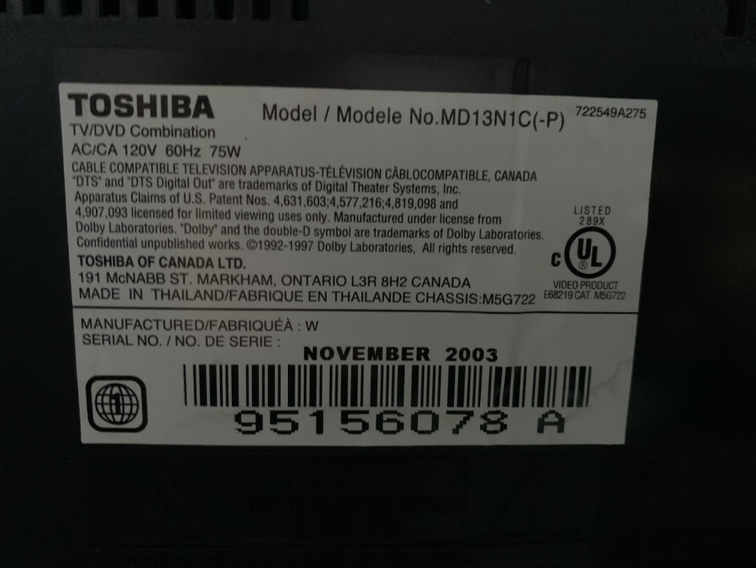 TOSHIBA Model / Modele No.MD13N1C(-P) 722549A275
TV/DVD Combination
AC/CA 120V 60Hz 75W
CABLE COMPATIBLE TELEVISION APPARATUS-TÉLÉVISION CÂBLOCOMPATIBLE, CANADA
"DTS" and "DTS Digital Out" are trademarks of Digital Theater Systems, Inc.
Apparatus Claims of U.S. Patent Nos. 4,631,603;4,577,216;4,819,098 and
4,907,093 licensed for limited viewing uses only. Manufactured under license from
Dolby Laboratories. "Dolby" and the double-D symbol are trademarks of Dolby Laboratories.
Confidential unpublished works. ©1992-1997 Dolby Laboratories, All rights reserved.
LISTED
289X
C UL ®
VIDEO PRODUCT
E68219 CAT. M5G722
TOSHIBA OF CANADA LTD.
191 McNABB ST. MARKHAM, ONTARIO L3R 8H2 CANADA
MADE IN THAILAND/FABRIQUE EN THAILANDE CHASSIS:M5G722
MANUFACTURED/FABRIQUÉÀ : W
SERIAL NO. / NO. DE SERIE :
NOVEMBER 2003
1
95156078 A